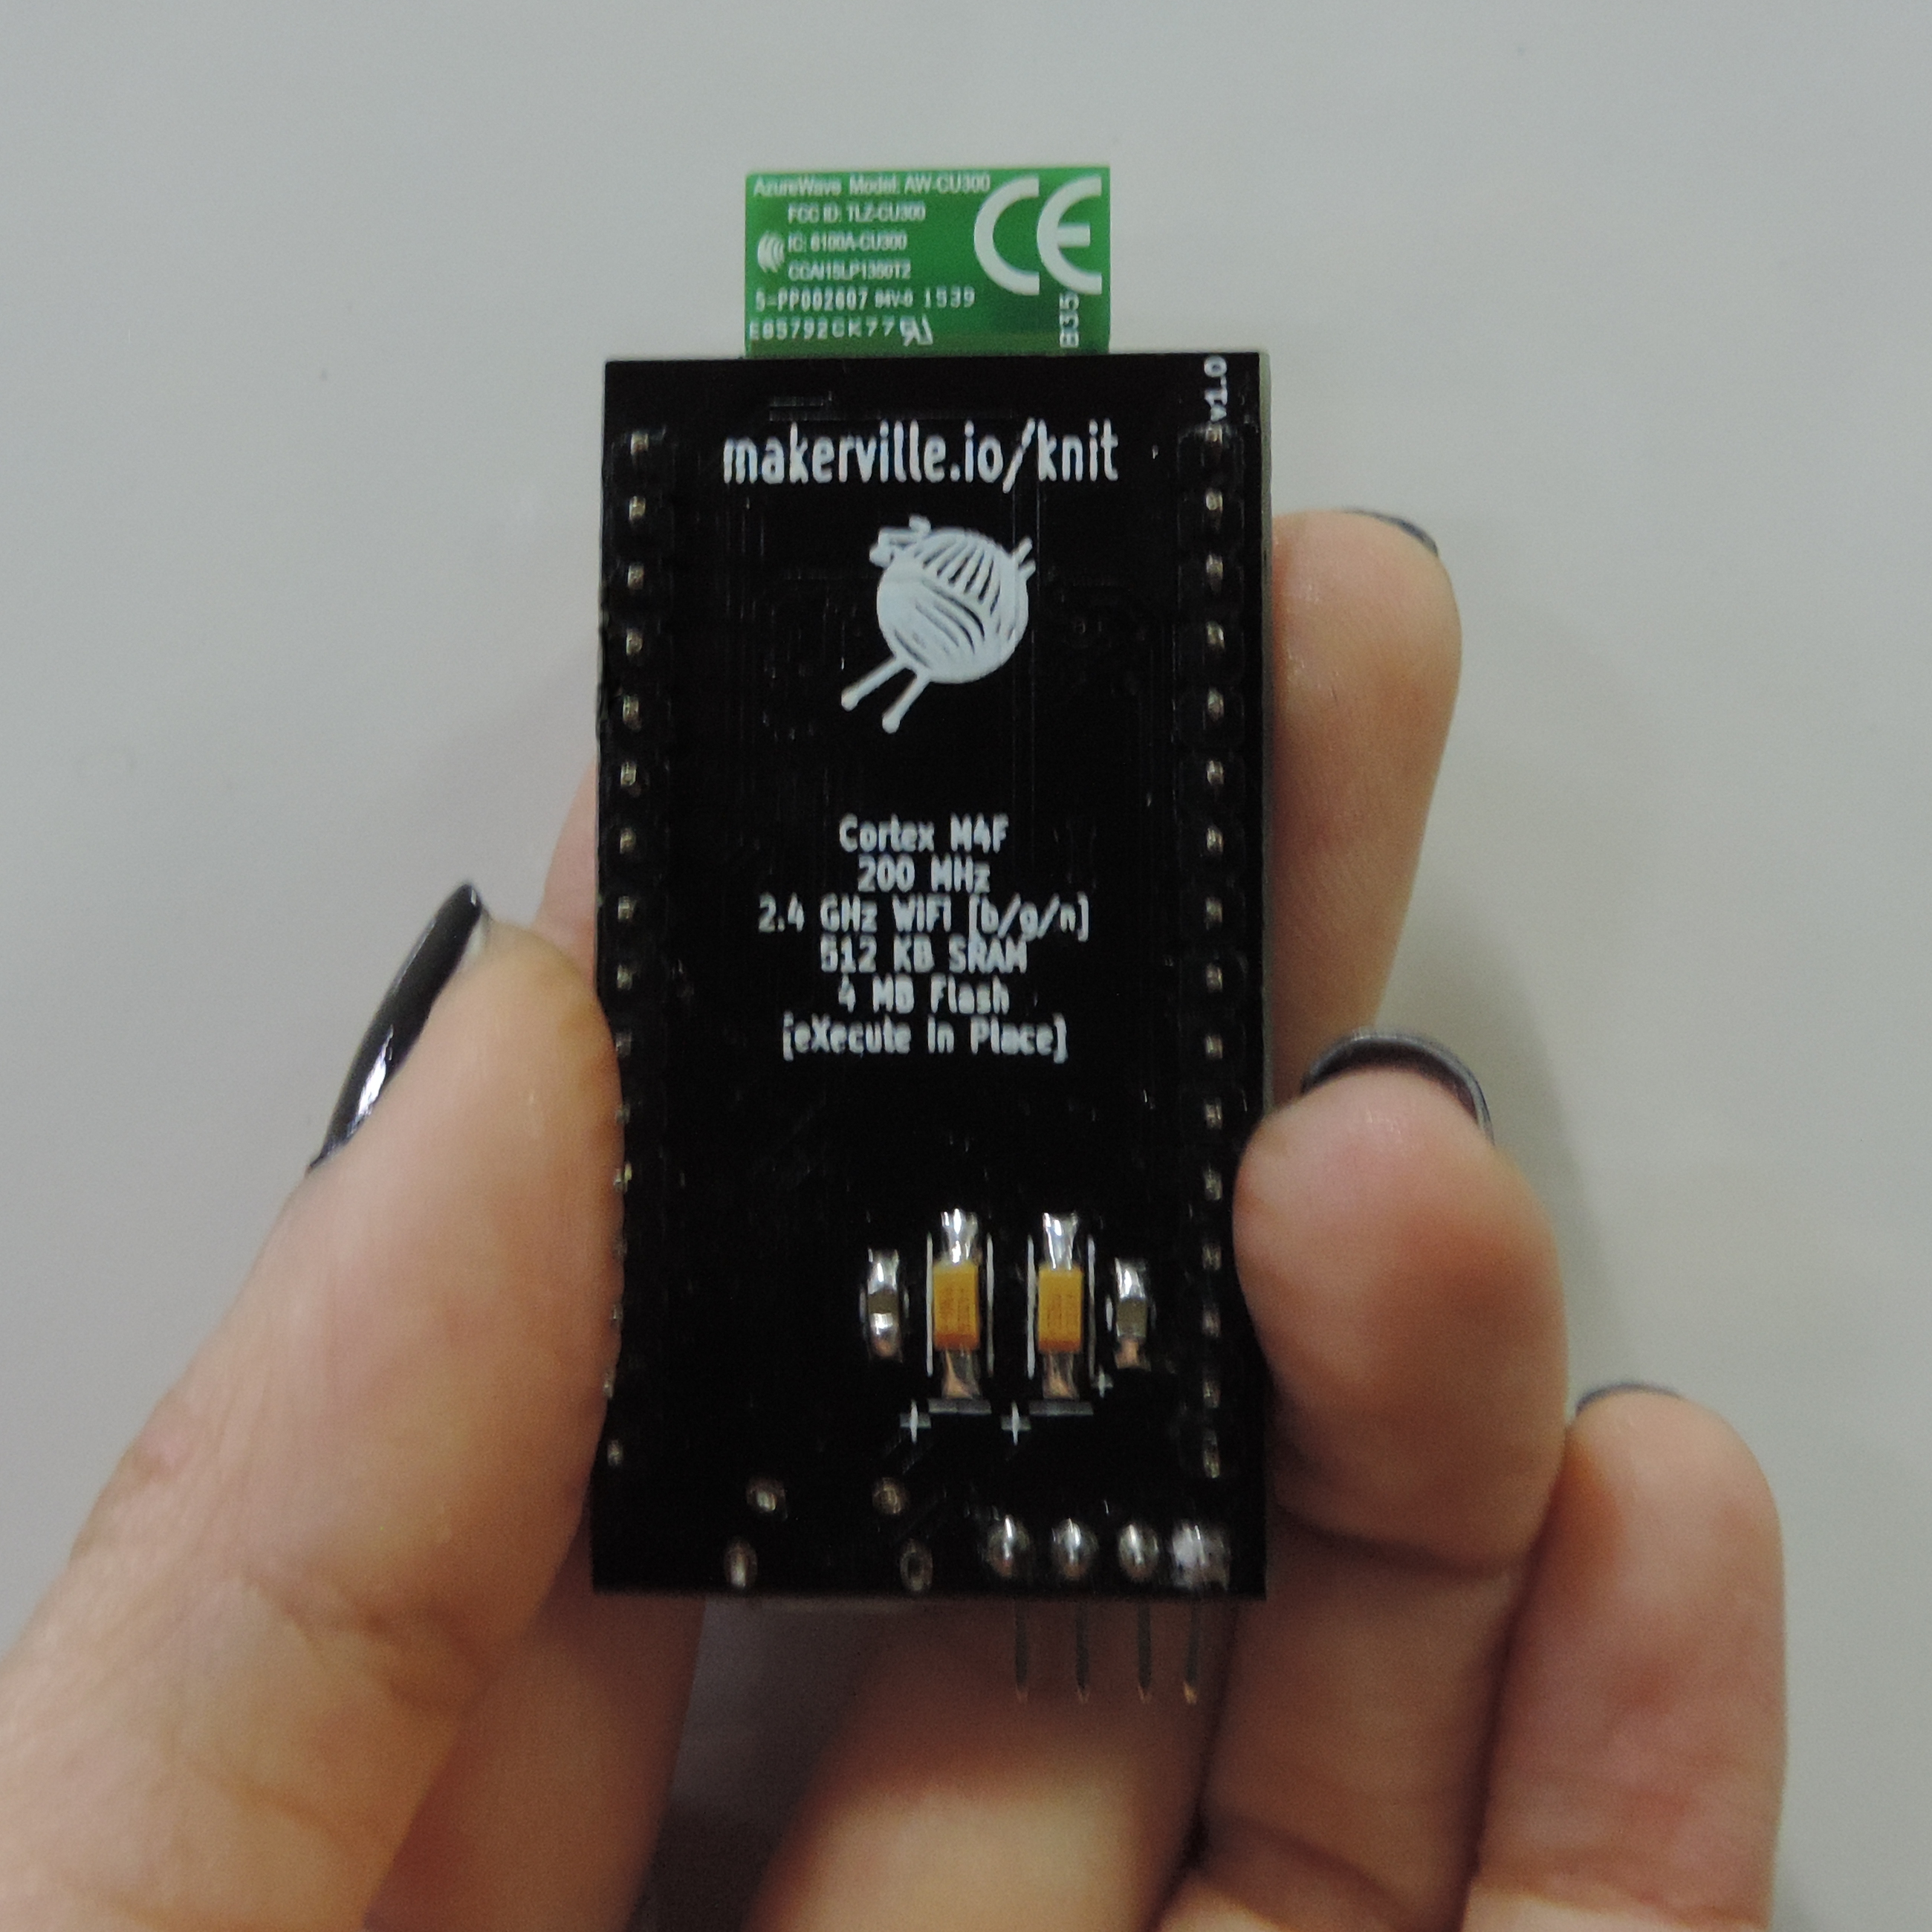 AzureWave Model: AW-CU300
FCC ID: TLZ-CU300
IC: 6100A-CU300
CCAI15LP1360T2
CE
5-PP002607 94V-0 1539
E85792CK77
B35
v1.0
makerville.io/knit
Cortex M4F
200 MHz
2.4 GHz WiFi [b/g/n]
512 KB SRAM
4 MB Flash
[eXecute in Place]
+
+
+